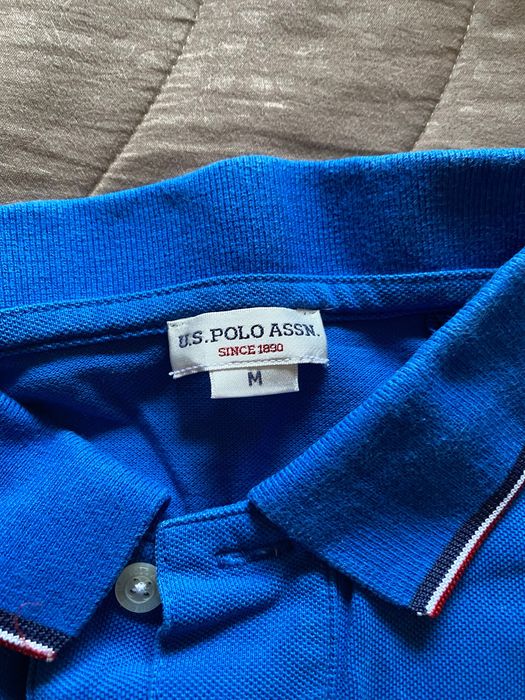 U.S. POLO ASSN.
SINCE 1890
M